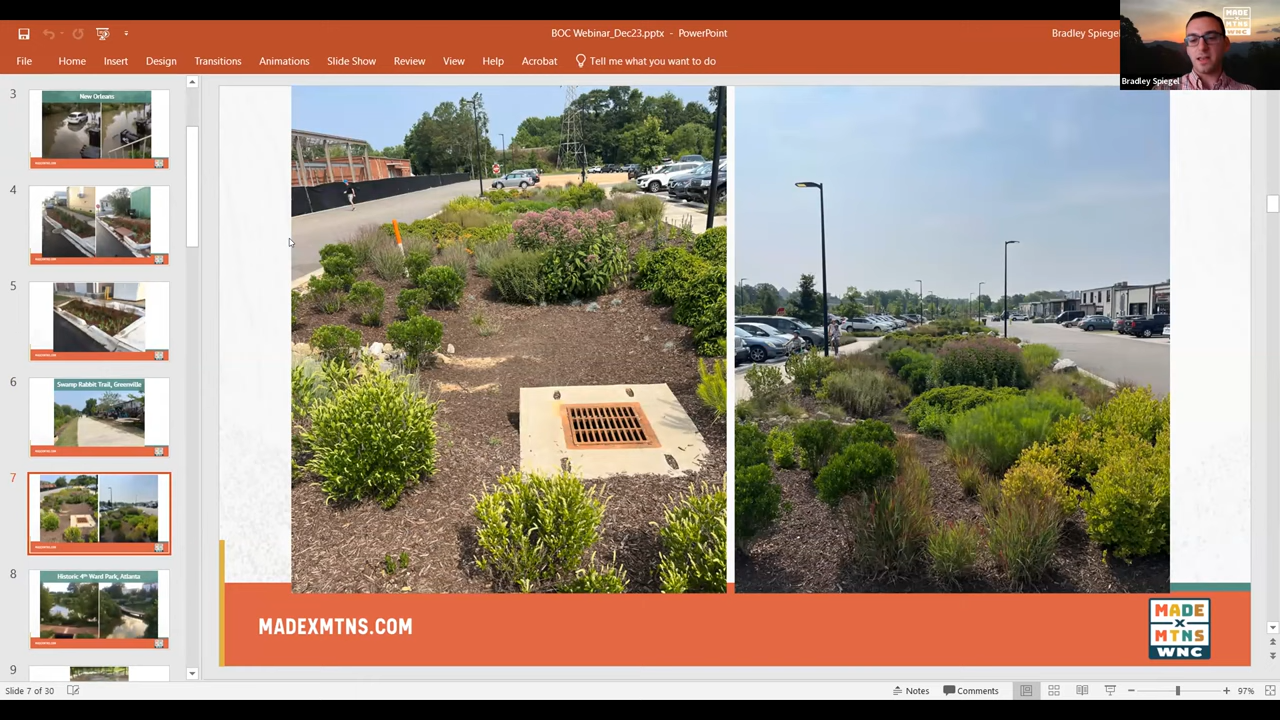 BOC Webinar_Dec23.pptx - PowerPoint
Bradley Spiegel
MADE
X
MTNS
WNC
Bradley Spiegel
File Home Insert Design Transitions Animations Slide Show Review View Help Acrobat Tell me what you want to do
3
New Orleans
4
5
6
Swamp Rabbit Trail, Greenville
7
8
Historic 4th Ward Park, Atlanta
9
MADEXMTNS.COM
MADE
X
MTNS
WNC
Slide 7 of 30
Notes Comments 97%